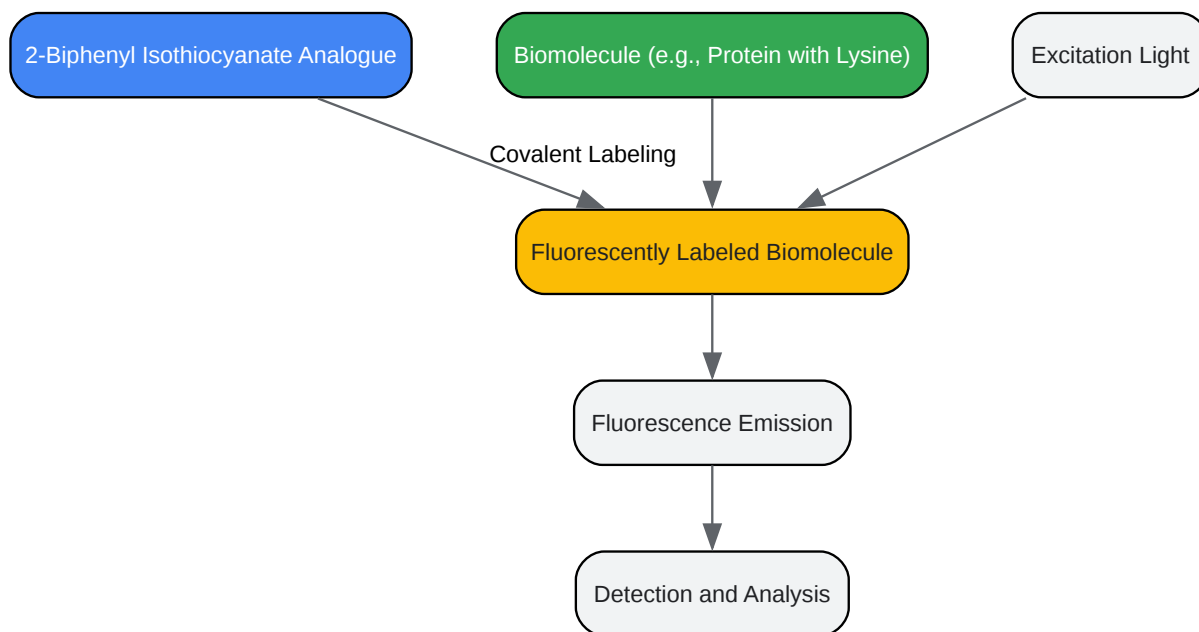 2-Biphenyl Isothiocyanate Analogue
Biomolecule (e.g., Protein with Lysine)
Excitation Light
Covalent Labeling
Fluorescently Labeled Biomolecule
Fluorescence Emission
Detection and Analysis